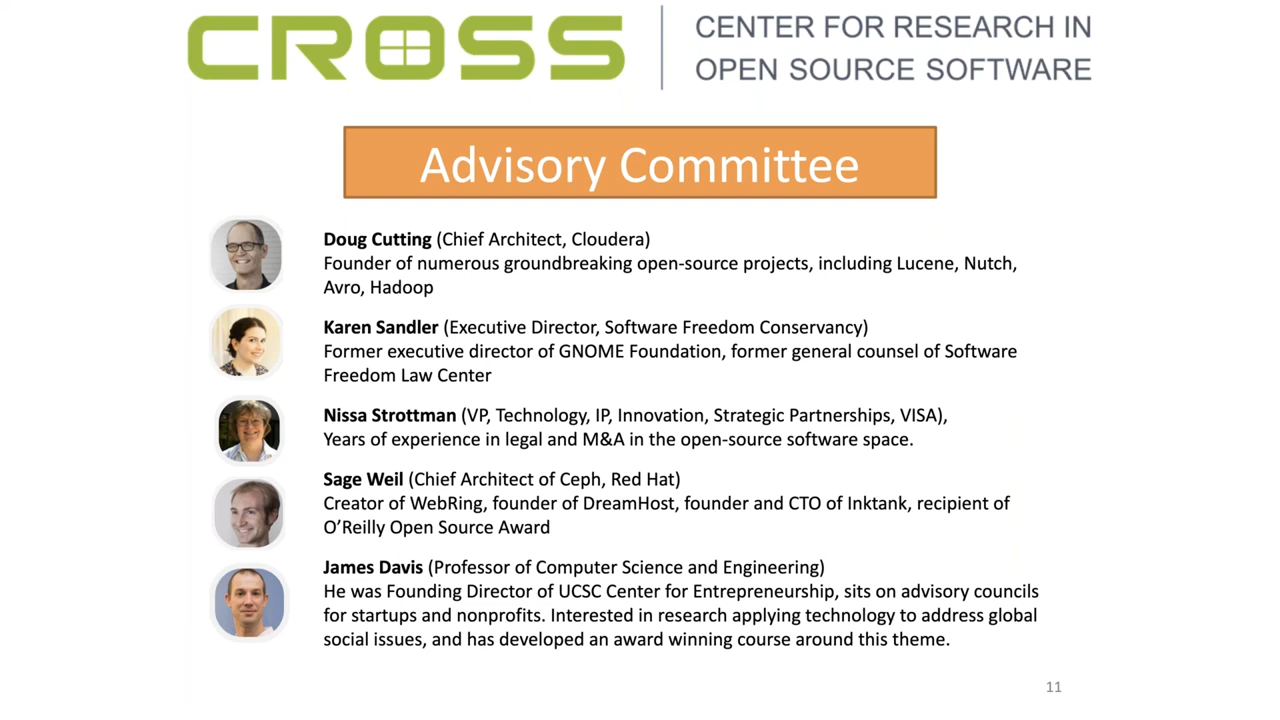 CROSS
CENTER FOR RESEARCH IN
OPEN SOURCE SOFTWARE
Advisory Committee
Doug Cutting (Chief Architect, Cloudera)
Founder of numerous groundbreaking open-source projects, including Lucene, Nutch,
Avro, Hadoop
Karen Sandler (Executive Director, Software Freedom Conservancy)
Former executive director of GNOME Foundation, former general counsel of Software
Freedom Law Center
Nissa Strottman (VP, Technology, IP, Innovation, Strategic Partnerships, VISA),
Years of experience in legal and M&A in the open-source software space.
Sage Weil (Chief Architect of Ceph, Red Hat)
Creator of WebRing, founder of DreamHost, founder and CTO of Inktank, recipient of
O’Reilly Open Source Award
James Davis (Professor of Computer Science and Engineering)
He was Founding Director of UCSC Center for Entrepreneurship, sits on advisory councils
for startups and nonprofits. Interested in research applying technology to address global
social issues, and has developed an award winning course around this theme.
11